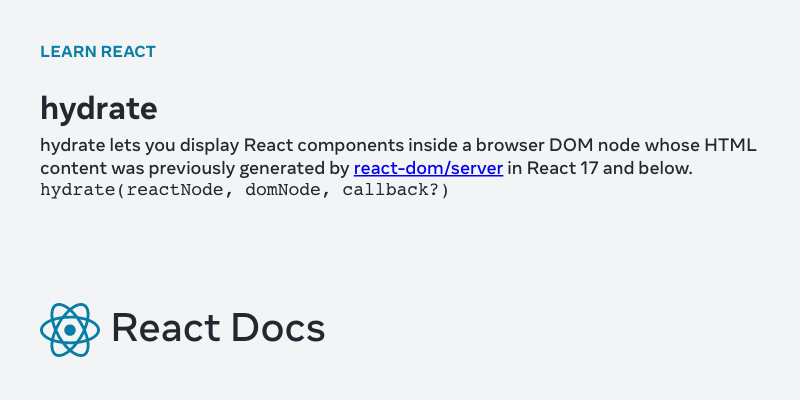 LEARN REACT
hydrate
hydrate lets you display React components inside a browser DOM node whose HTML
content was previously generated by react-dom/server in React 17 and below.
hydrate(reactNode, domNode, callback?)
React Docs